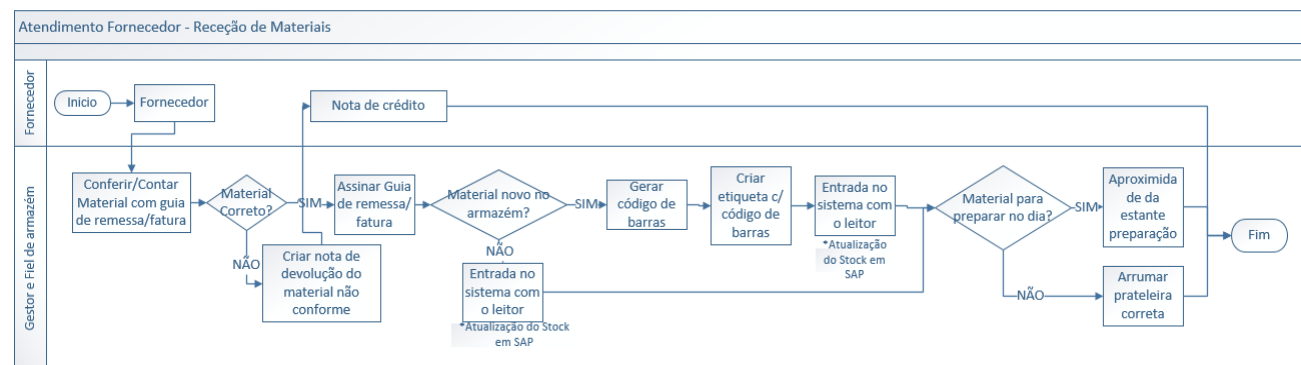 Atendimento Fornecedor - Receção de Materiais
Fornecedor
Inicio
Fornecedor
Nota de crédito
Gestor e Fiel de armazém
Conferir/Contar
Material com guia
de remessa/fatura
Material
Correto?
SIM
Assinar Guia
de remessa/
fatura
NÃO
Criar nota de
devolução do
material não
conforme
Material novo no
armazém?
SIM
Gerar
código de
barras
Criar
etiqueta c/
código de
barras
Entrada no
sistema com
o leitor
*Atualização
do Stock em
SAP
NÃO
Entrada no
sistema com
o leitor
*Atualização do Stock
em SAP
Material para
preparar no dia?
SIM
Aproximida
de da
estante
preparação
NÃO
Arrumar
prateleira
correta
Fim